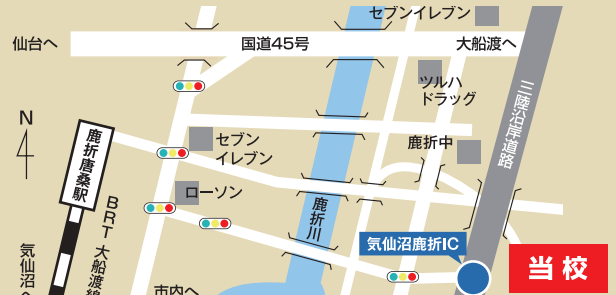 セブンイレブン
仙台へ
国道45号
大船渡へ
ツルハ
ドラッグ
三陸沿岸道路
N
鹿折唐桑駅
セブン
イレブン
鹿折中
ローソン
鹿折川
BRT 大船渡線
気仙沼鹿折IC
気仙沼へ
当校
市内へ